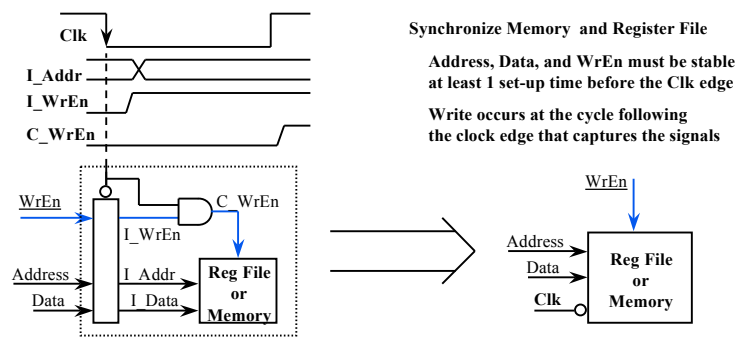 Clk
I_Addr
I_WrEn
C_WrEn
Synchronize Memory and Register File
Address, Data, and WrEn must be stable
at least 1 set-up time before the Clk edge
Write occurs at the cycle following
the clock edge that captures the signals
WrEn
C_WrEn
I_WrEn
Address
I_Addr
Data
I_Data
Reg File
or
Memory
WrEn
Address
Data
Clk
Reg File
or
Memory